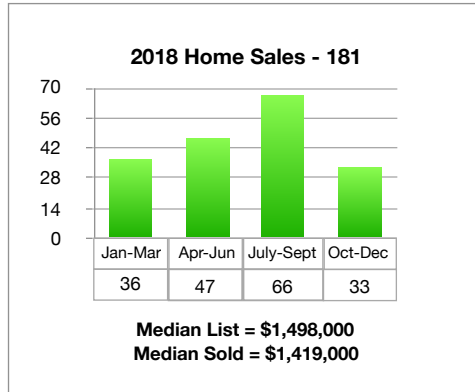 2018 Home Sales - 181
70
56
42
28
14
0
Jan-Mar Apr-Jun July-Sept Oct-Dec
36 47 66 33
Median List = $1,498,000
Median Sold = $1,419,000